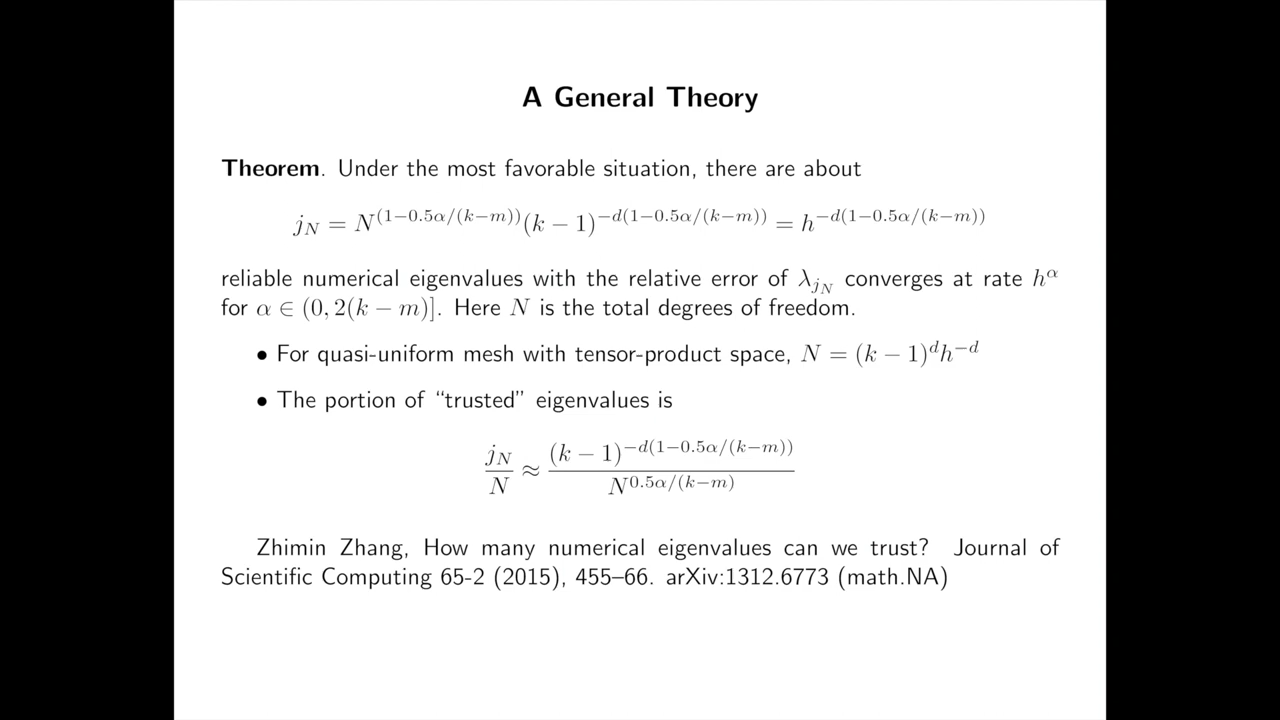 A General Theory
Theorem. Under the most favorable situation, there are about
j_N = N^{(1−0.5α/(k−m))}(k − 1)^{−d(1−0.5α/(k−m))} = h^{−d(1−0.5α/(k−m))}
reliable numerical eigenvalues with the relative error of λ_{j_N} converges at rate h^α
for α ∈ (0, 2(k − m)]. Here N is the total degrees of freedom.
• For quasi-uniform mesh with tensor-product space, N = (k − 1)^d h^{−d}
• The portion of “trusted” eigenvalues is
j_N/N ≈ (k − 1)^{−d(1−0.5α/(k−m))}/N^{0.5α/(k−m)}
Zhimin Zhang, How many numerical eigenvalues can we trust? Journal of
Scientific Computing 65-2 (2015), 455–66. arXiv:1312.6773 (math.NA)